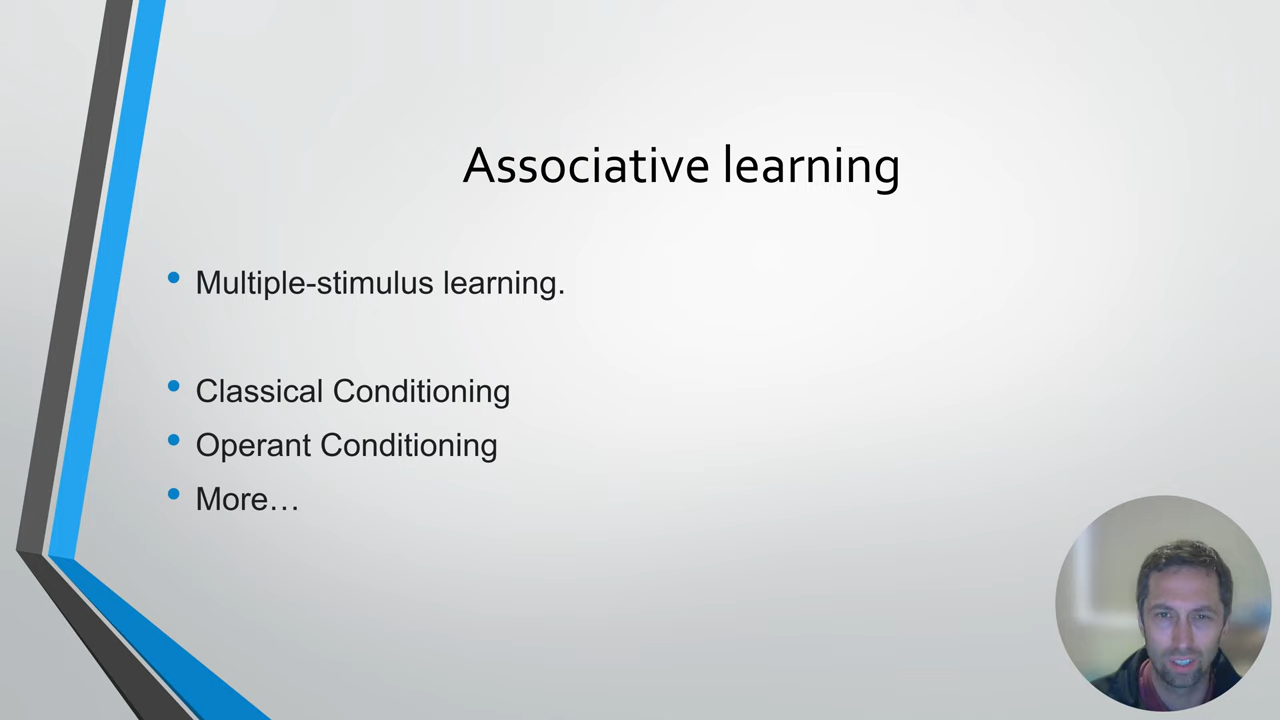 Associative learning
Multiple-stimulus learning.
Classical Conditioning
Operant Conditioning
More…